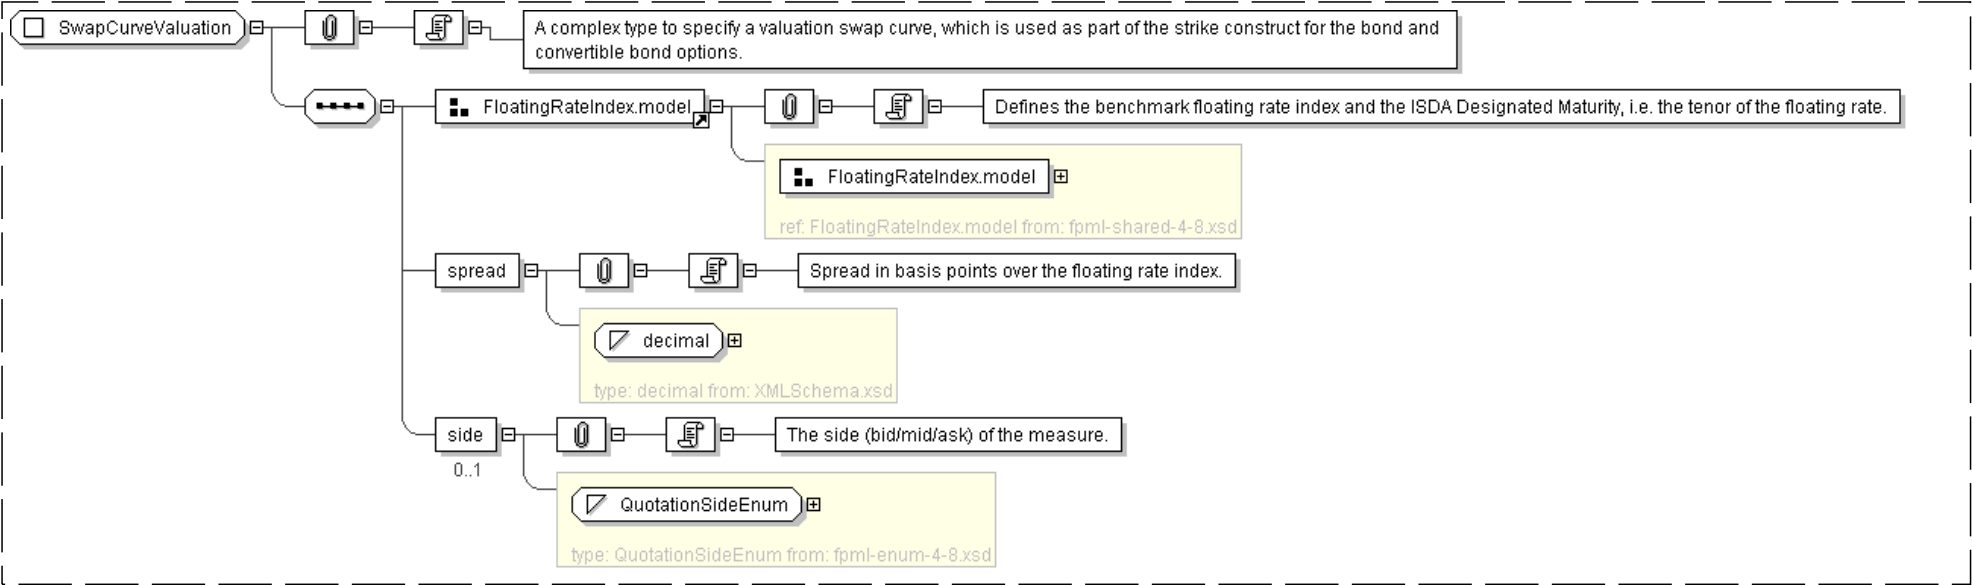 SwapCurveValuation
A complex type to specify a valuation swap curve, which is used as part of the strike construct for the bond and
convertible bond options.
FloatingRateIndex.model
Defines the benchmark floating rate index and the ISDA Designated Maturity, i.e. the tenor of the floating rate.
FloatingRateIndex.model
ref: FloatingRateIndex.model from: fpml-shared-4-8.xsd
spread
Spread in basis points over the floating rate index.
decimal
type: decimal from: XMLSchema.xsd
side
The side (bid/mid/ask) of the measure.
0..1
QuotationSideEnum
type: QuotationSideEnum from: fpml-enum-4-8.xsd